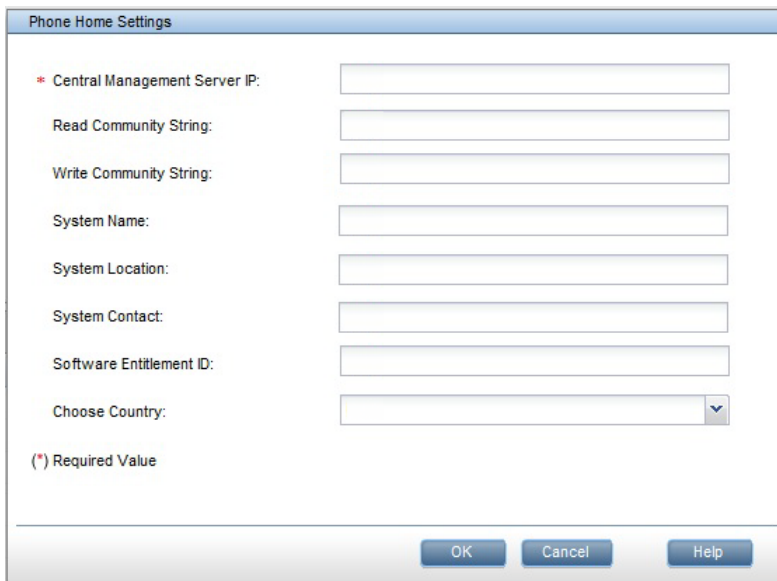 Phone Home Settings
* Central Management Server IP:
Read Community String:
Write Community String:
System Name:
System Location:
System Contact:
Software Entitlement ID:
Choose Country:
(*) Required Value
OK Cancel Help